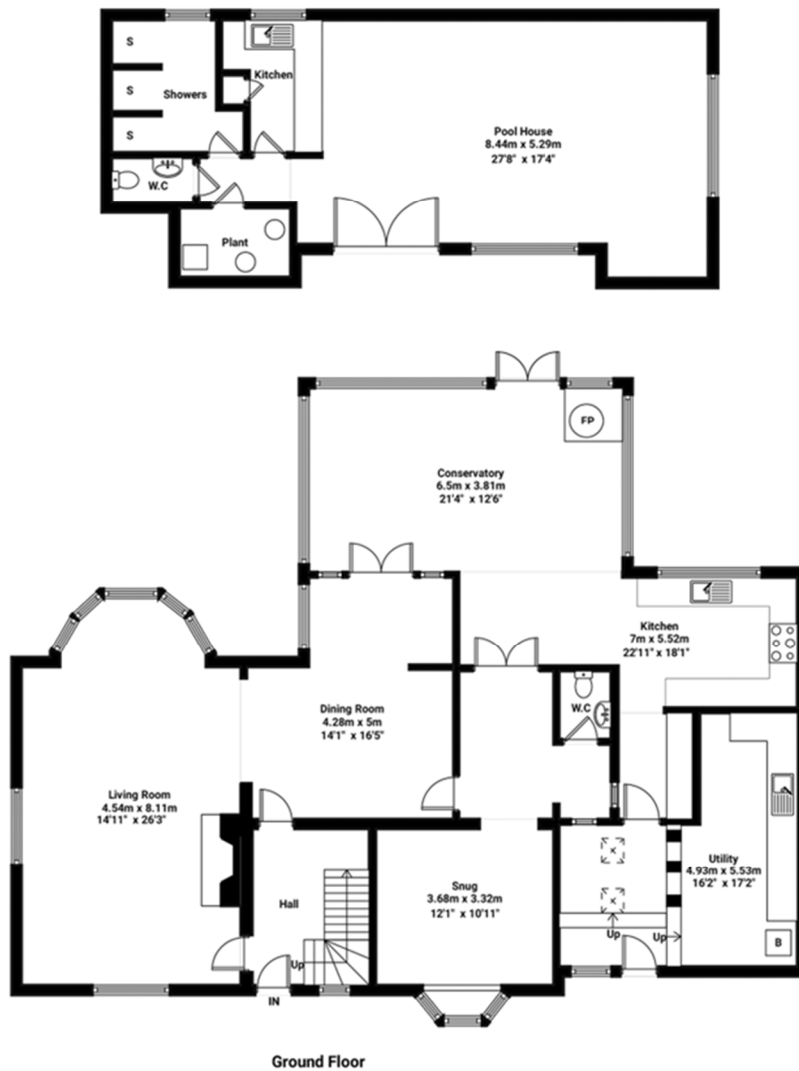 S
S
Showers
S
Kitchen
W.C
Plant
Pool House
8.44m x 5.29m
27'8" x 17'4"
FP
Conservatory
6.5m x 3.81m
21'4" x 12'6"
Kitchen
7m x 5.52m
22'11" x 18'1"
W.C
Dining Room
4.28m x 5m
14'1" x 16'5"
Living Room
4.54m x 8.11m
14'11" x 26'3"
Utility
4.93m x 5.53m
16'2" x 17'2"
Snug
3.68m x 3.32m
12'1" x 10'11"
Hall
Up
Up
Up
B
IN
Ground Floor